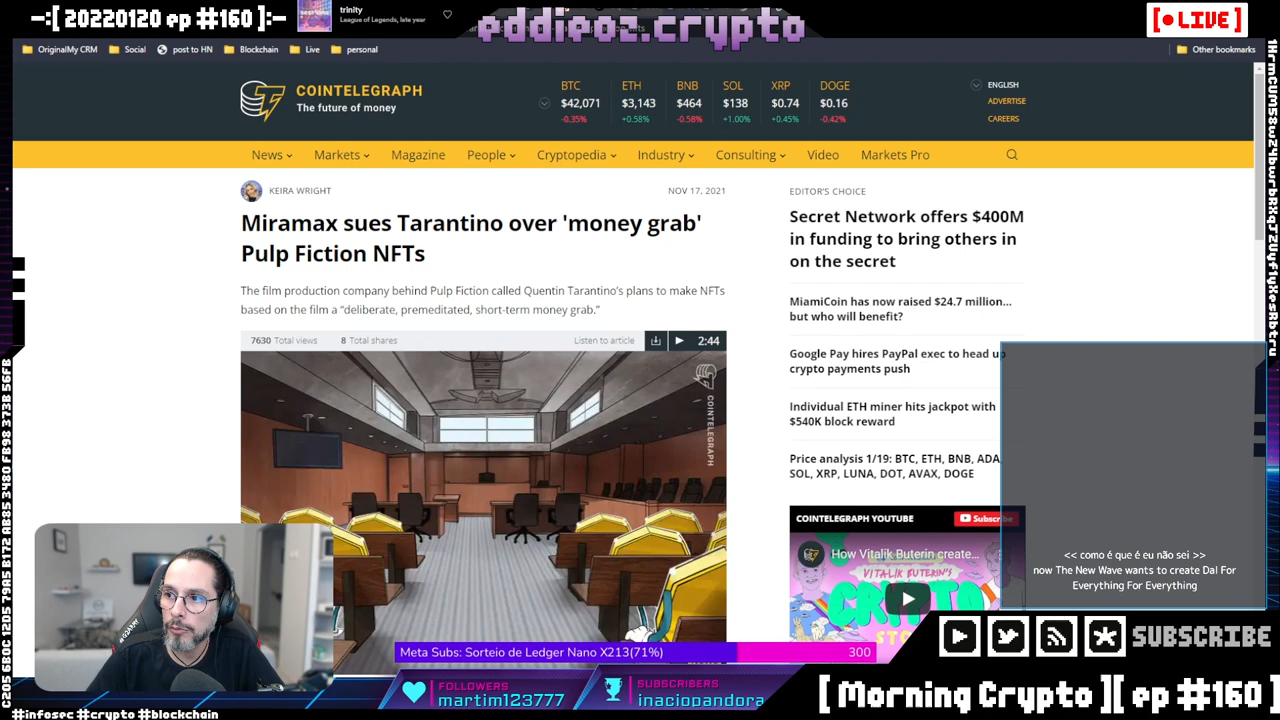 -:[ 20220120 ep #160 ]:-
trinity
League of Legends, late year
eddieoz.crypto
[ LIVE ]
OriginalMy CRM
Social
post to HN
Blockchain
Live
personal
Other bookmarks
COINTELEGRAPH
The future of money
BTC ETH BNB SOL XRP DOGE
$42,071 $3,143 $464 $138 $0.74 $0.16
-0.35% +0.58% -0.58% +1.00% +0.45% -0.42%
ENGLISH
ADVERTISE
CAREERS
News Markets Magazine People Cryptopedia Industry Consulting Video Markets Pro
KEIRA WRIGHT
NOV 17, 2021
Miramax sues Tarantino over 'money grab'
Pulp Fiction NFTs
The film production company behind Pulp Fiction called Quentin Tarantino's plans to make NFTs
based on the film a “deliberate, premeditated, short-term money grab.”
7630 Total views 8 Total shares Listen to article 2:44
COINTELEGRAPH
EDITOR'S CHOICE
Secret Network offers $400M
in funding to bring others in
on the secret
MiamiCoin has now raised $24.7 million...
but who will benefit?
Google Pay hires PayPal exec to head up
crypto payments push
Individual ETH miner hits jackpot with
$540K block reward
Price analysis 1/19: BTC, ETH, BNB, ADA,
SOL, XRP, LUNA, DOT, AVAX, DOGE
COINTELEGRAPH YOUTUBE
Subscribe
How Vitalik Buterin create...
VITALIK BUTERIN'S
CRYPTO
<< como é que é eu não sei >>
now The New Wave wants to create Dal For
Everything For Everything
SUBSCRIBE
Meta Subs: Sorteio de Ledger Nano X213(71%)
300
FOLLOWERS
martim123777
SUBSCRIBERS
inaciopandora
[ Morning Crypto ][ ep #160 ]
#infosec #crypto #blockchain